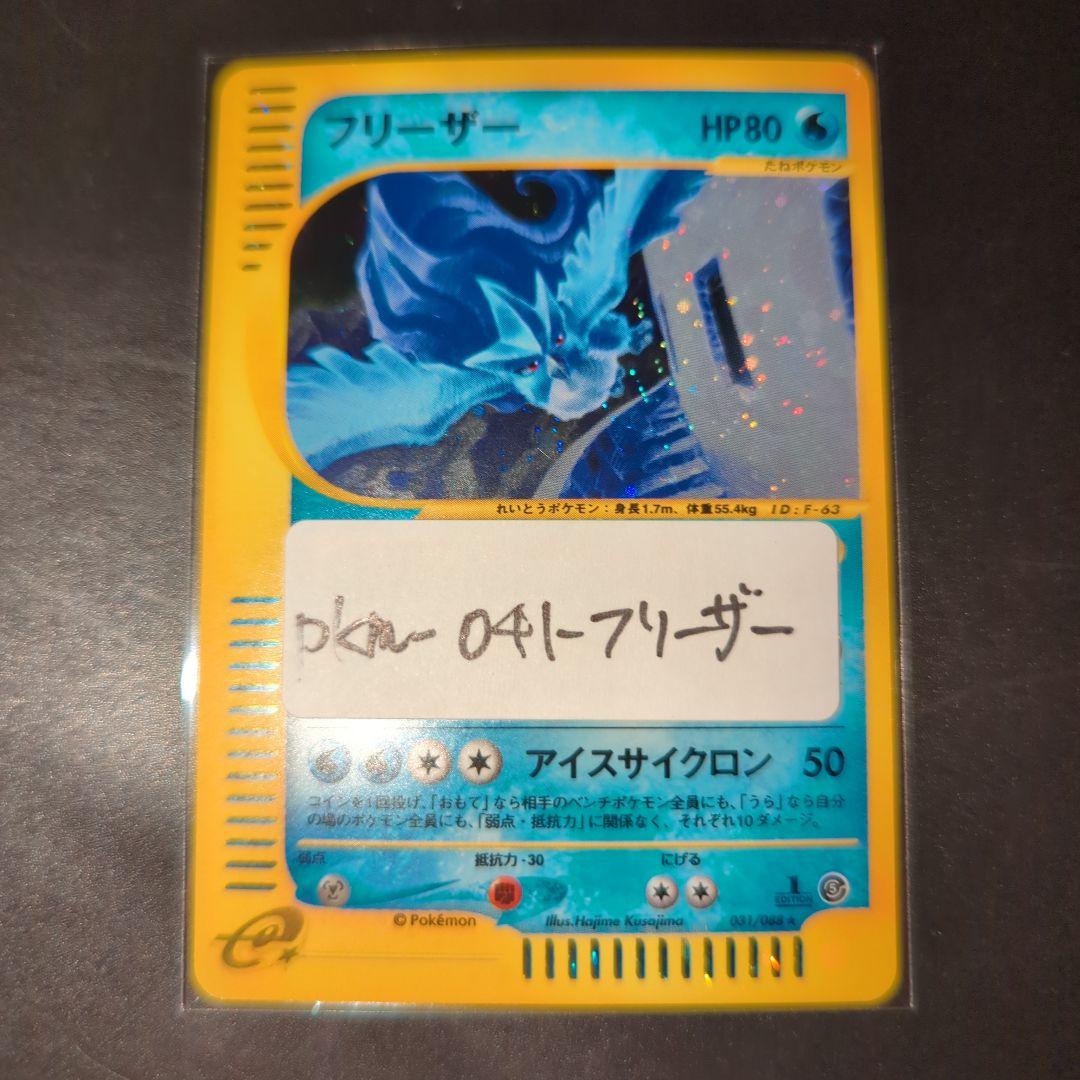 フリーザー HP80
たねポケモン
れいとうポケモン：身長1.7m、体重55.4kg ID:F-63
pkm-041-フリーザー
アイスサイクロン 50
コインを1回投げ、「おもて」なら相手のベンチポケモン全員にも、「うら」なら自分
の場のポケモン全員にも、「弱点・抵抗力」に関係なく、それぞれ10ダメージ。
弱点 抵抗力・30 にげる
1 EDITION
©Pokémon Illus.Hajime Kusajima 031/088★
e